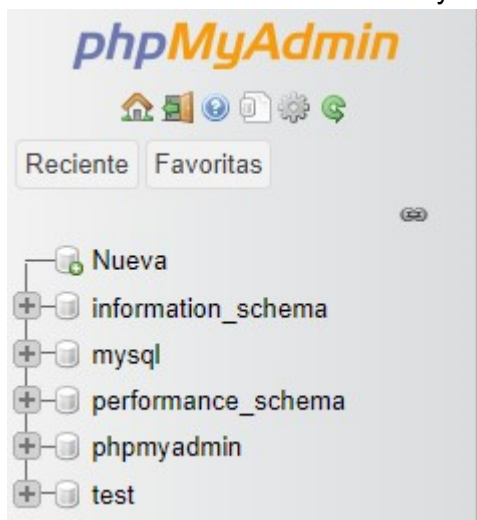 phpMyAdmin
Reciente Favoritas
Nueva
information_schema
mysql
performance_schema
phpmyadmin
test